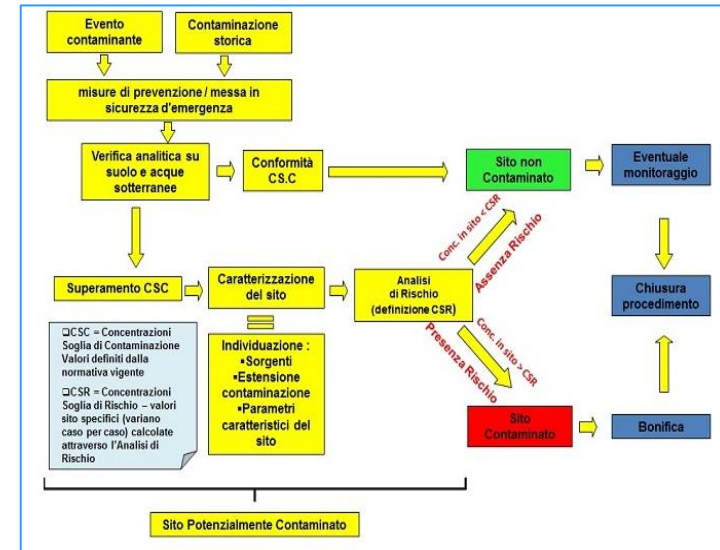 Evento
contaminante
Contaminazione
storica
misure di prevenzione / messa in
sicurezza d'emergenza
Verifica analitica su
suolo e acque
sotterranee
Conformità
CS.C
Sito non
Contaminato
Eventuale
monitoraggio
Conc. in sito < CSR
Assenza Rischio
Superamento CSC
Caratterizzazione
del sito
Analisi
di Rischio
(definizione CSR)
Chiusura
procedimento
❑CSC = Concentrazioni
Soglia di Contaminazione
Valori definiti dalla
normativa vigente
❑CSR = Concentrazioni
Soglia di Rischio – valori
sito specifici (variano
caso per caso) calcolate
attraverso l'Analisi di
Rischio
Individuazione :
▪Sorgenti
▪Estensione
contaminazione
▪Parametri
caratteristici del
sito
Conc. in sito > CSR
Presenza Rischio
Sito
Contaminato
Bonifica
Sito Potenzialmente Contaminato